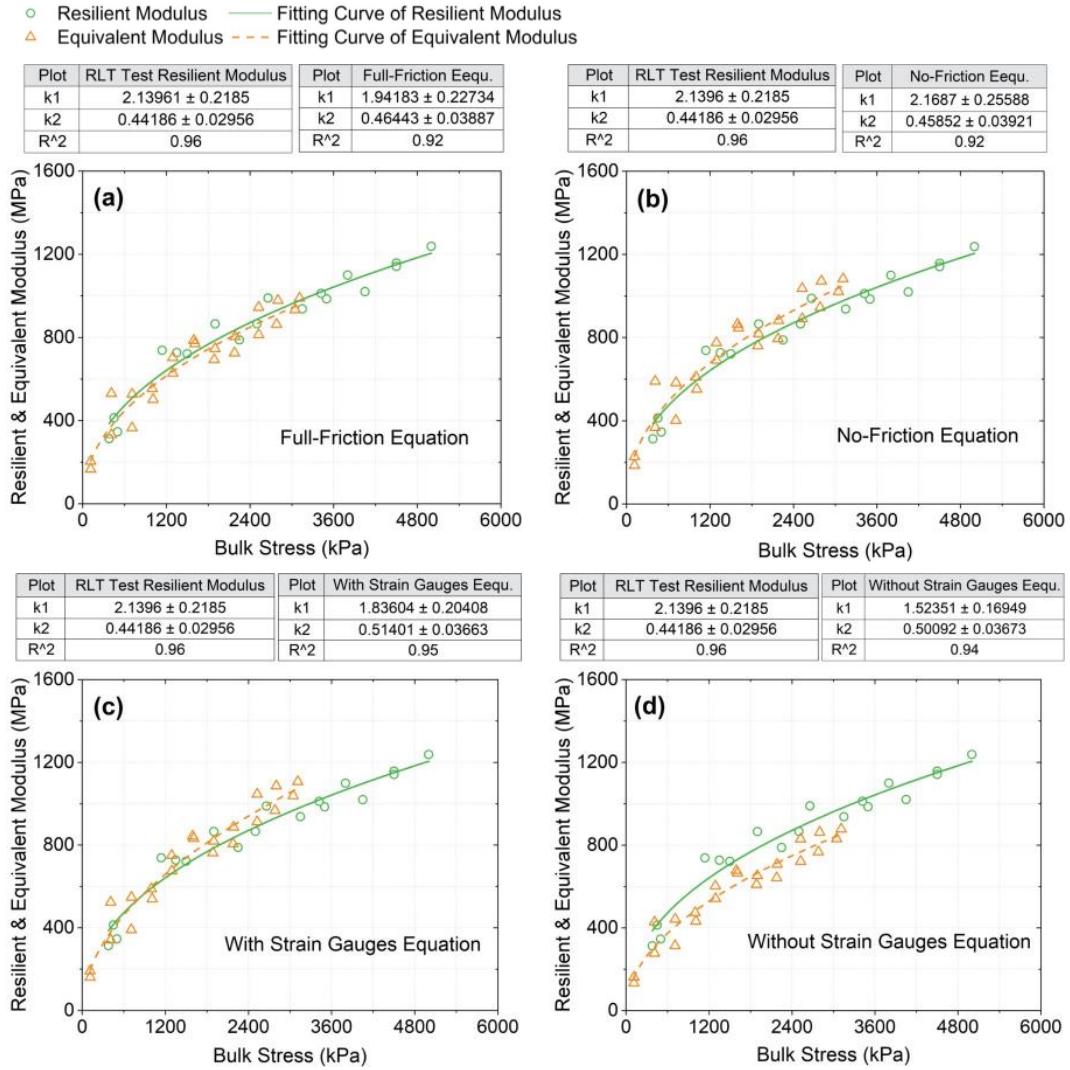 Resilient Modulus Fitting Curve of Resilient Modulus
Equivalent Modulus Fitting Curve of Equivalent Modulus
Plot RLT Test Resilient Modulus
k1 2.13961 ± 0.2185
k2 0.44186 ± 0.02956
R^2 0.96
Plot Full-Friction Eequ.
k1 1.94183 ± 0.22734
k2 0.46443 ± 0.03887
R^2 0.92
Plot RLT Test Resilient Modulus
k1 2.1396 ± 0.2185
k2 0.44186 ± 0.02956
R^2 0.96
Plot No-Friction Eequ.
k1 2.1687 ± 0.25588
k2 0.45852 ± 0.03921
R^2 0.92
Resilient & Equivalent Modulus (MPa)
1600
1200
800
400
0
(a)
Full-Friction Equation
0 1200 2400 3600 4800 6000
Bulk Stress (kPa)
Resilient & Equivalent Modulus (MPa)
1600
1200
800
400
0
(b)
No-Friction Equation
0 1200 2400 3600 4800 6000
Bulk Stress (kPa)
Plot RLT Test Resilient Modulus
k1 2.1396 ± 0.2185
k2 0.44186 ± 0.02956
R^2 0.96
Plot With Strain Gauges Eequ.
k1 1.83604 ± 0.20408
k2 0.51401 ± 0.03663
R^2 0.95
Plot RLT Test Resilient Modulus
k1 2.1396 ± 0.2185
k2 0.44186 ± 0.02956
R^2 0.96
Plot Without Strain Gauges Eequ.
k1 1.52351 ± 0.16949
k2 0.50092 ± 0.03673
R^2 0.94
Resilient & Equivalent Modulus (MPa)
1600
1200
800
400
0
(c)
With Strain Gauges Equation
0 1200 2400 3600 4800 6000
Bulk Stress (kPa)
Resilient & Equivalent Modulus (MPa)
1600
1200
800
400
0
(d)
Without Strain Gauges Equation
0 1200 2400 3600 4800 6000
Bulk Stress (kPa)